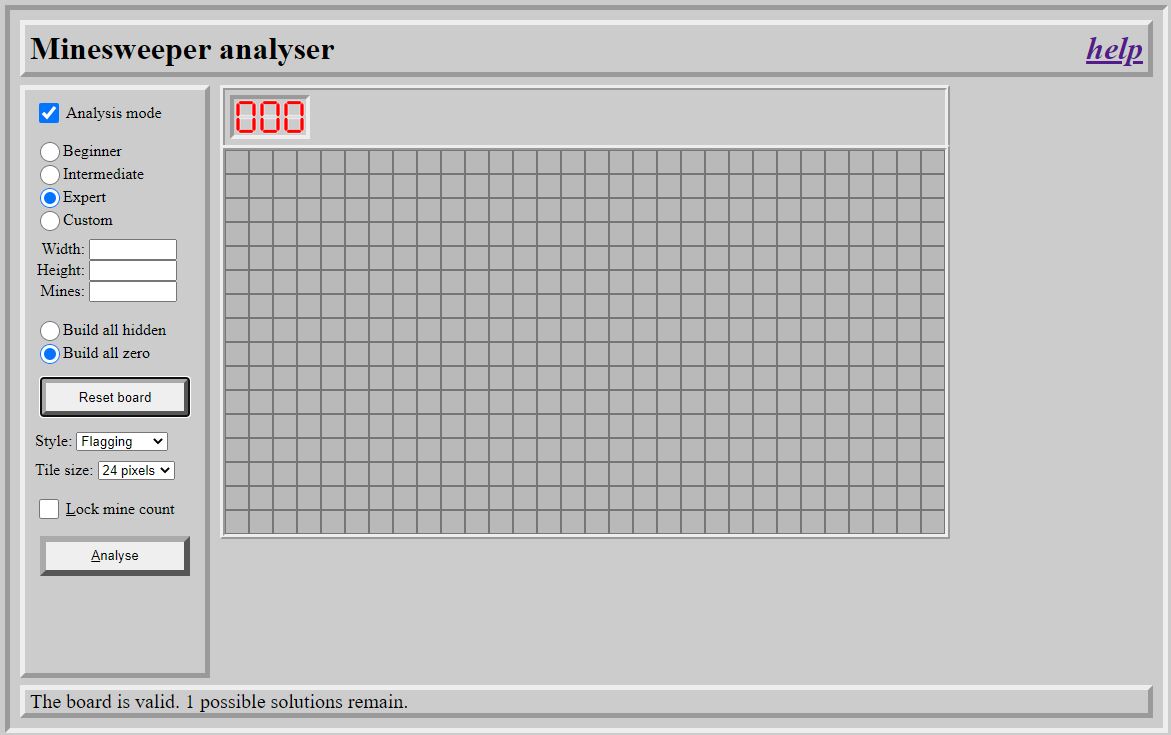 Minesweeper analyser
help
Analysis mode
000
Beginner
Intermediate
Expert
Custom
Width:
Height:
Mines:
Build all hidden
Build all zero
Reset board
Style: Flagging
Tile size: 24 pixels
Lock mine count
Analyse
The board is valid. 1 possible solutions remain.